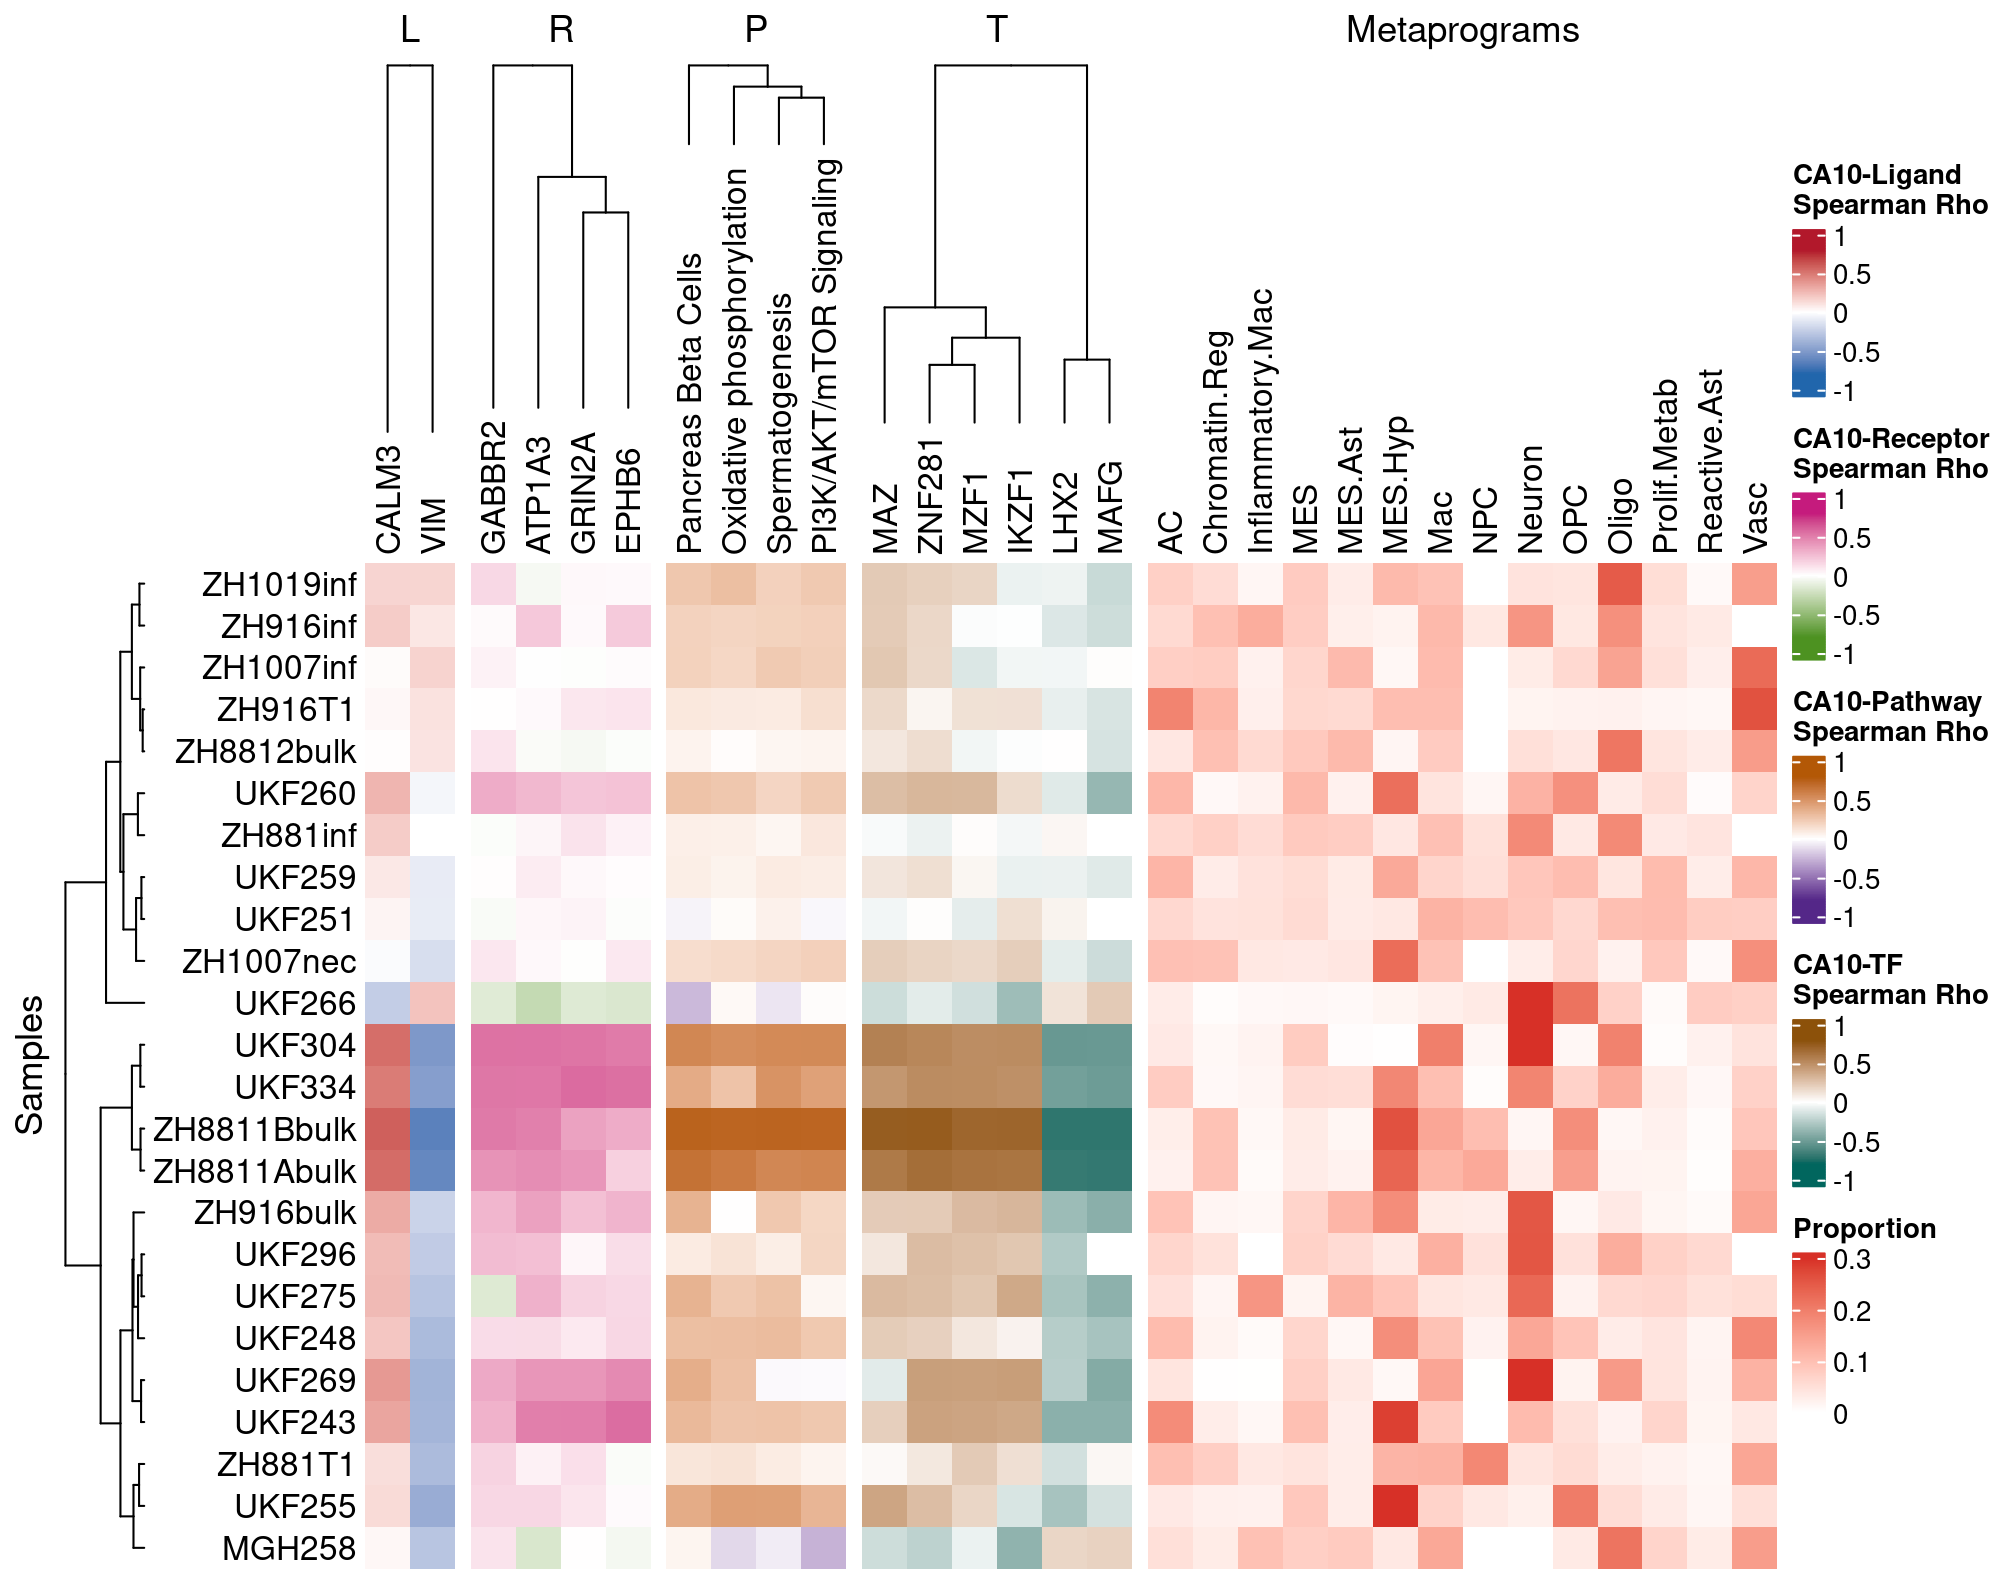 L R P T Metaprograms
CALM3
VIM
GABBR2
ATP1A3
GRIN2A
EPHB6
Pancreas Beta Cells
Oxidative phosphorylation
Spermatogenesis
PI3K/AKT/mTOR Signaling
MAZ
ZNF281
MZF1
IKZF1
LHX2
MAFG
AC
Chromatin.Reg
Inflammatory.Mac
MES
MES.Ast
MES.Hyp
Mac
NPC
Neuron
OPC
Oligo
Prolif.Metab
Reactive.Ast
Vasc
Samples
ZH1019inf
ZH916inf
ZH1007inf
ZH916T1
ZH8812bulk
UKF260
ZH881inf
UKF259
UKF251
ZH1007nec
UKF266
UKF304
UKF334
ZH8811Bbulk
ZH8811Abulk
ZH916bulk
UKF296
UKF275
UKF248
UKF269
UKF243
ZH881T1
UKF255
MGH258
CA10-Ligand
Spearman Rho
1
0.5
0
-0.5
-1
CA10-Receptor
Spearman Rho
1
0.5
0
-0.5
-1
CA10-Pathway
Spearman Rho
1
0.5
0
-0.5
-1
CA10-TF
Spearman Rho
1
0.5
0
-0.5
-1
Proportion
0.3
0.2
0.1
0